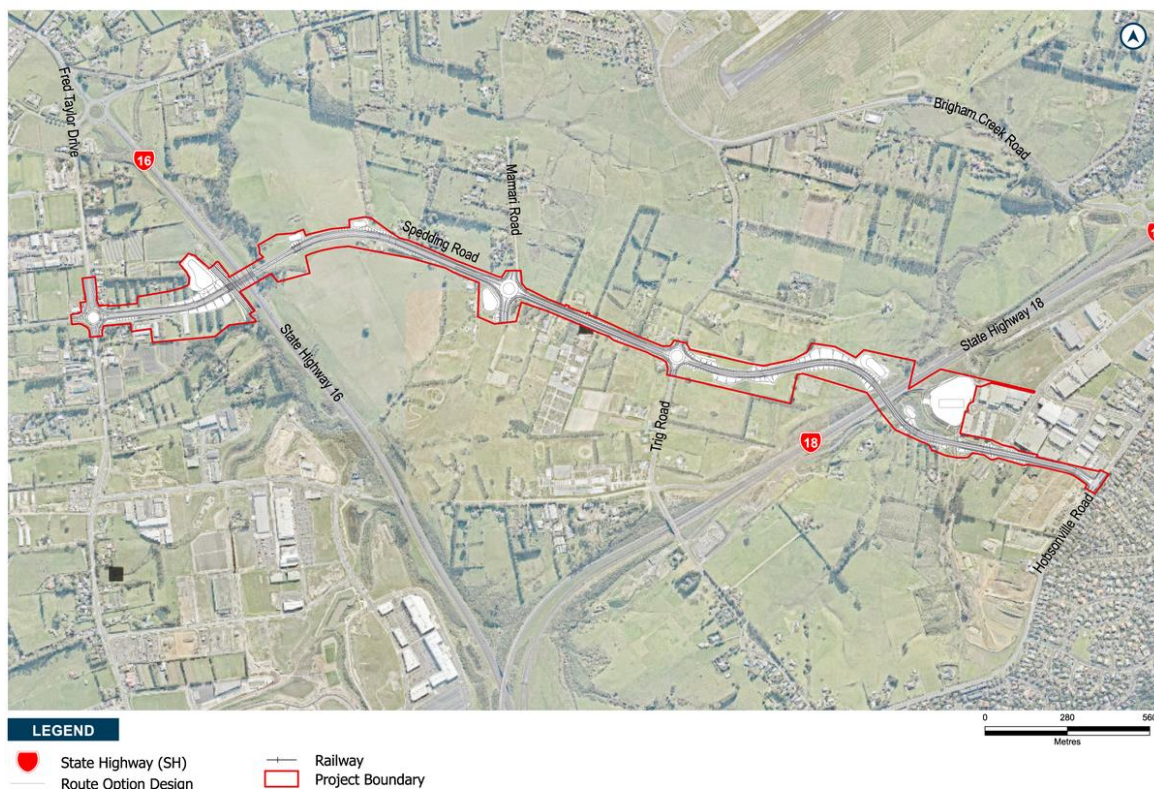 Fred Taylor Drive
16
Mamari Road
Brigham Creek Road
Spedding Road
State Highway 16
State Highway 18
Trig Road
18
Hobsonville Road
LEGEND
State Highway (SH)
Route Option Design
Railway
Project Boundary
0 280 560
Metres